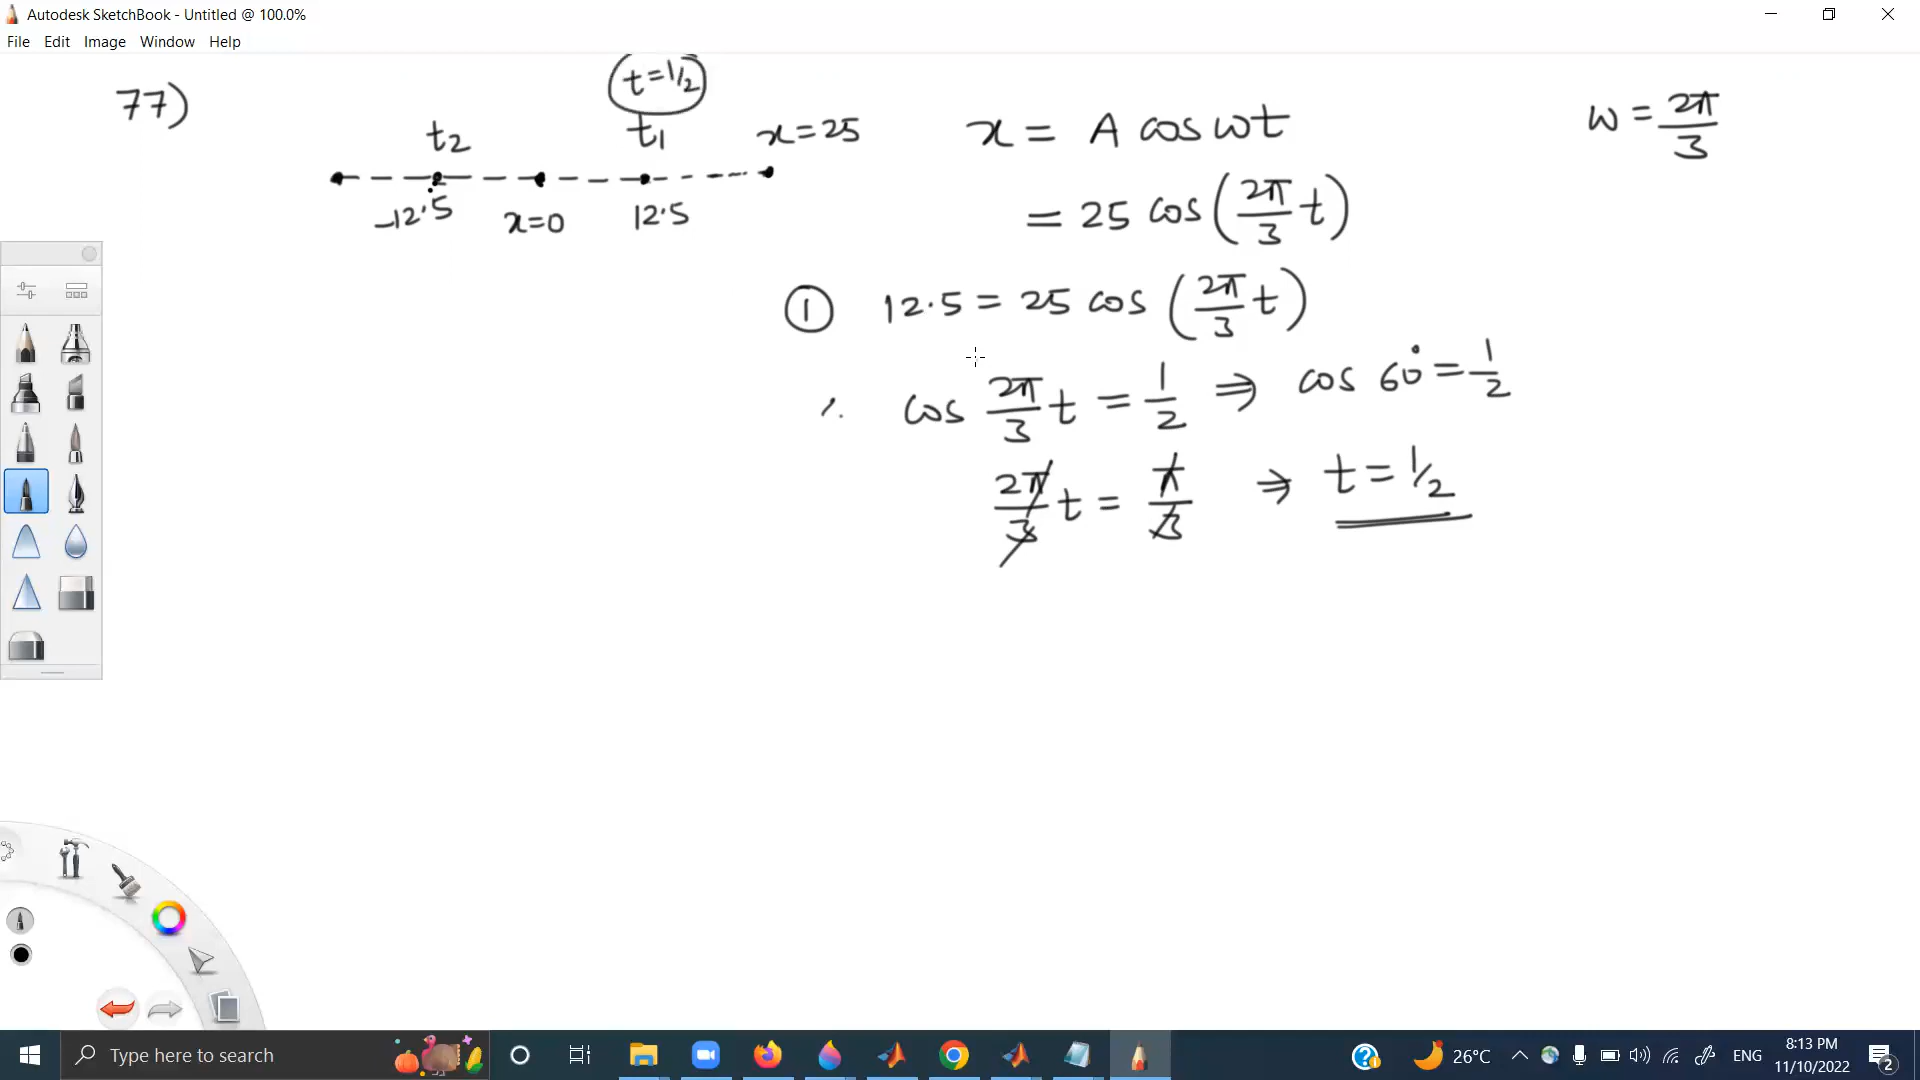 Autodesk SketchBook - Untitled @ 100.0%
File Edit Image Window Help
77)
t=1/2
t2 t1 x=25
-12.5 x=0 12.5
x = A cos ωt
ω = 2π/3
= 25 cos(2π/3 t)
① 12.5 = 25 cos (2π/3 t)
∴ cos 2π/3 t = 1/2 ⇒ cos 60° = 1/2
2π/3 t = π/3 ⇒ t = 1/2
Type here to search
26°C
ENG
8:13 PM
11/10/2022
2